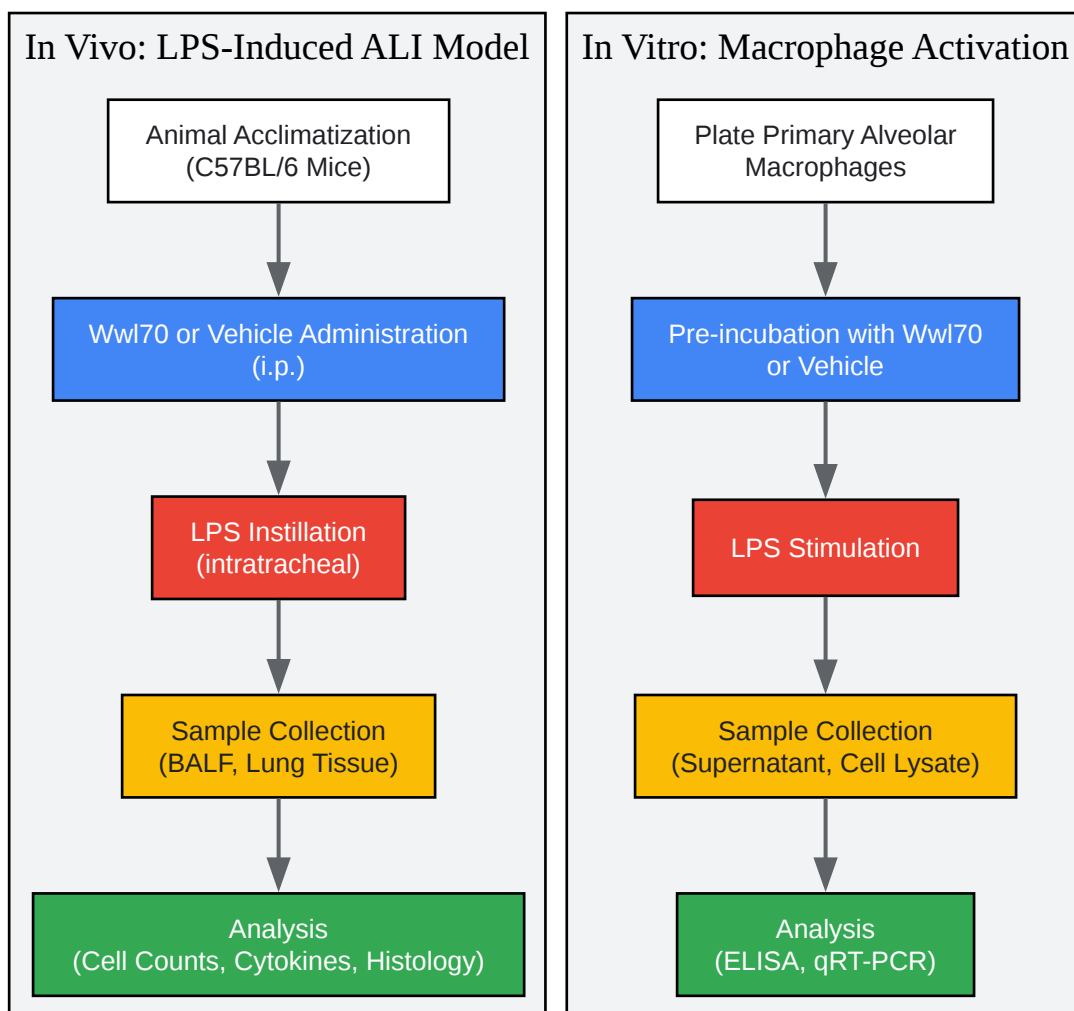 In Vivo: LPS-Induced ALI Model
Animal Acclimatization
(C57BL/6 Mice)
Wwl70 or Vehicle Administration
(i.p.)
LPS Instillation
(intratracheal)
Sample Collection
(BALF, Lung Tissue)
Analysis
(Cell Counts, Cytokines, Histology)
In Vitro: Macrophage Activation
Plate Primary Alveolar
Macrophages
Pre-incubation with Wwl70
or Vehicle
LPS Stimulation
Sample Collection
(Supernatant, Cell Lysate)
Analysis
(ELISA, qRT-PCR)